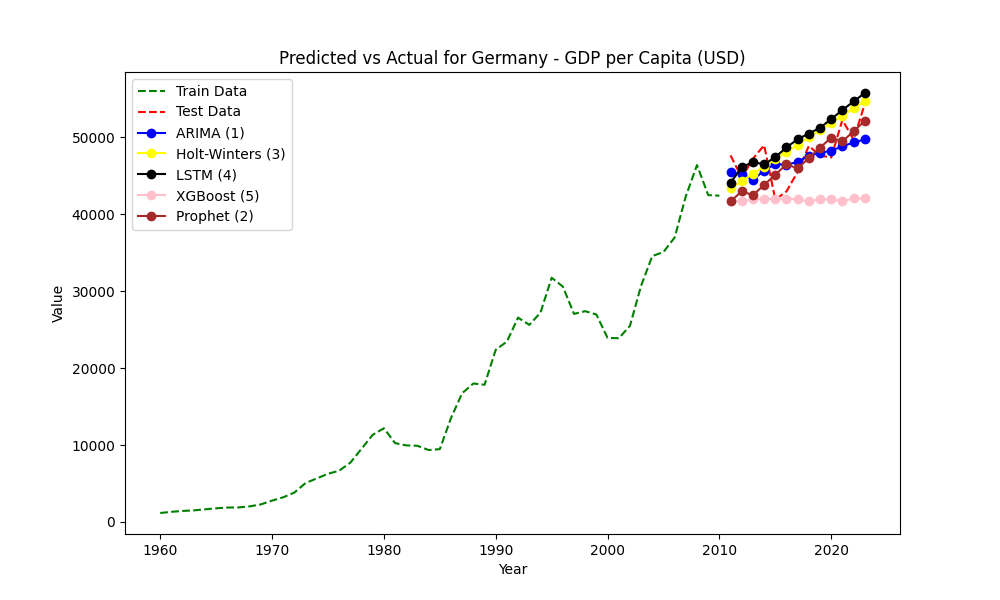 Predicted vs Actual for Germany - GDP per Capita (USD)
Train Data
Test Data
ARIMA (1)
Holt-Winters (3)
LSTM (4)
XGBoost (5)
Prophet (2)
50000
40000
30000
20000
10000
0
Value
1960 1970 1980 1990 2000 2010 2020
Year